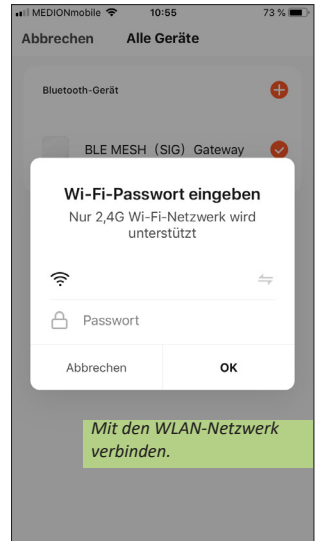 MEDIONmobile 10:55 73 %
Abbrechen Alle Geräte
Bluetooth-Gerät
BLE MESH（SIG）Gateway
Wi-Fi-Passwort eingeben
Nur 2,4G Wi-Fi-Netzwerk wird
unterstützt
Passwort
Abbrechen OK
Mit den WLAN-Netzwerk
verbinden.